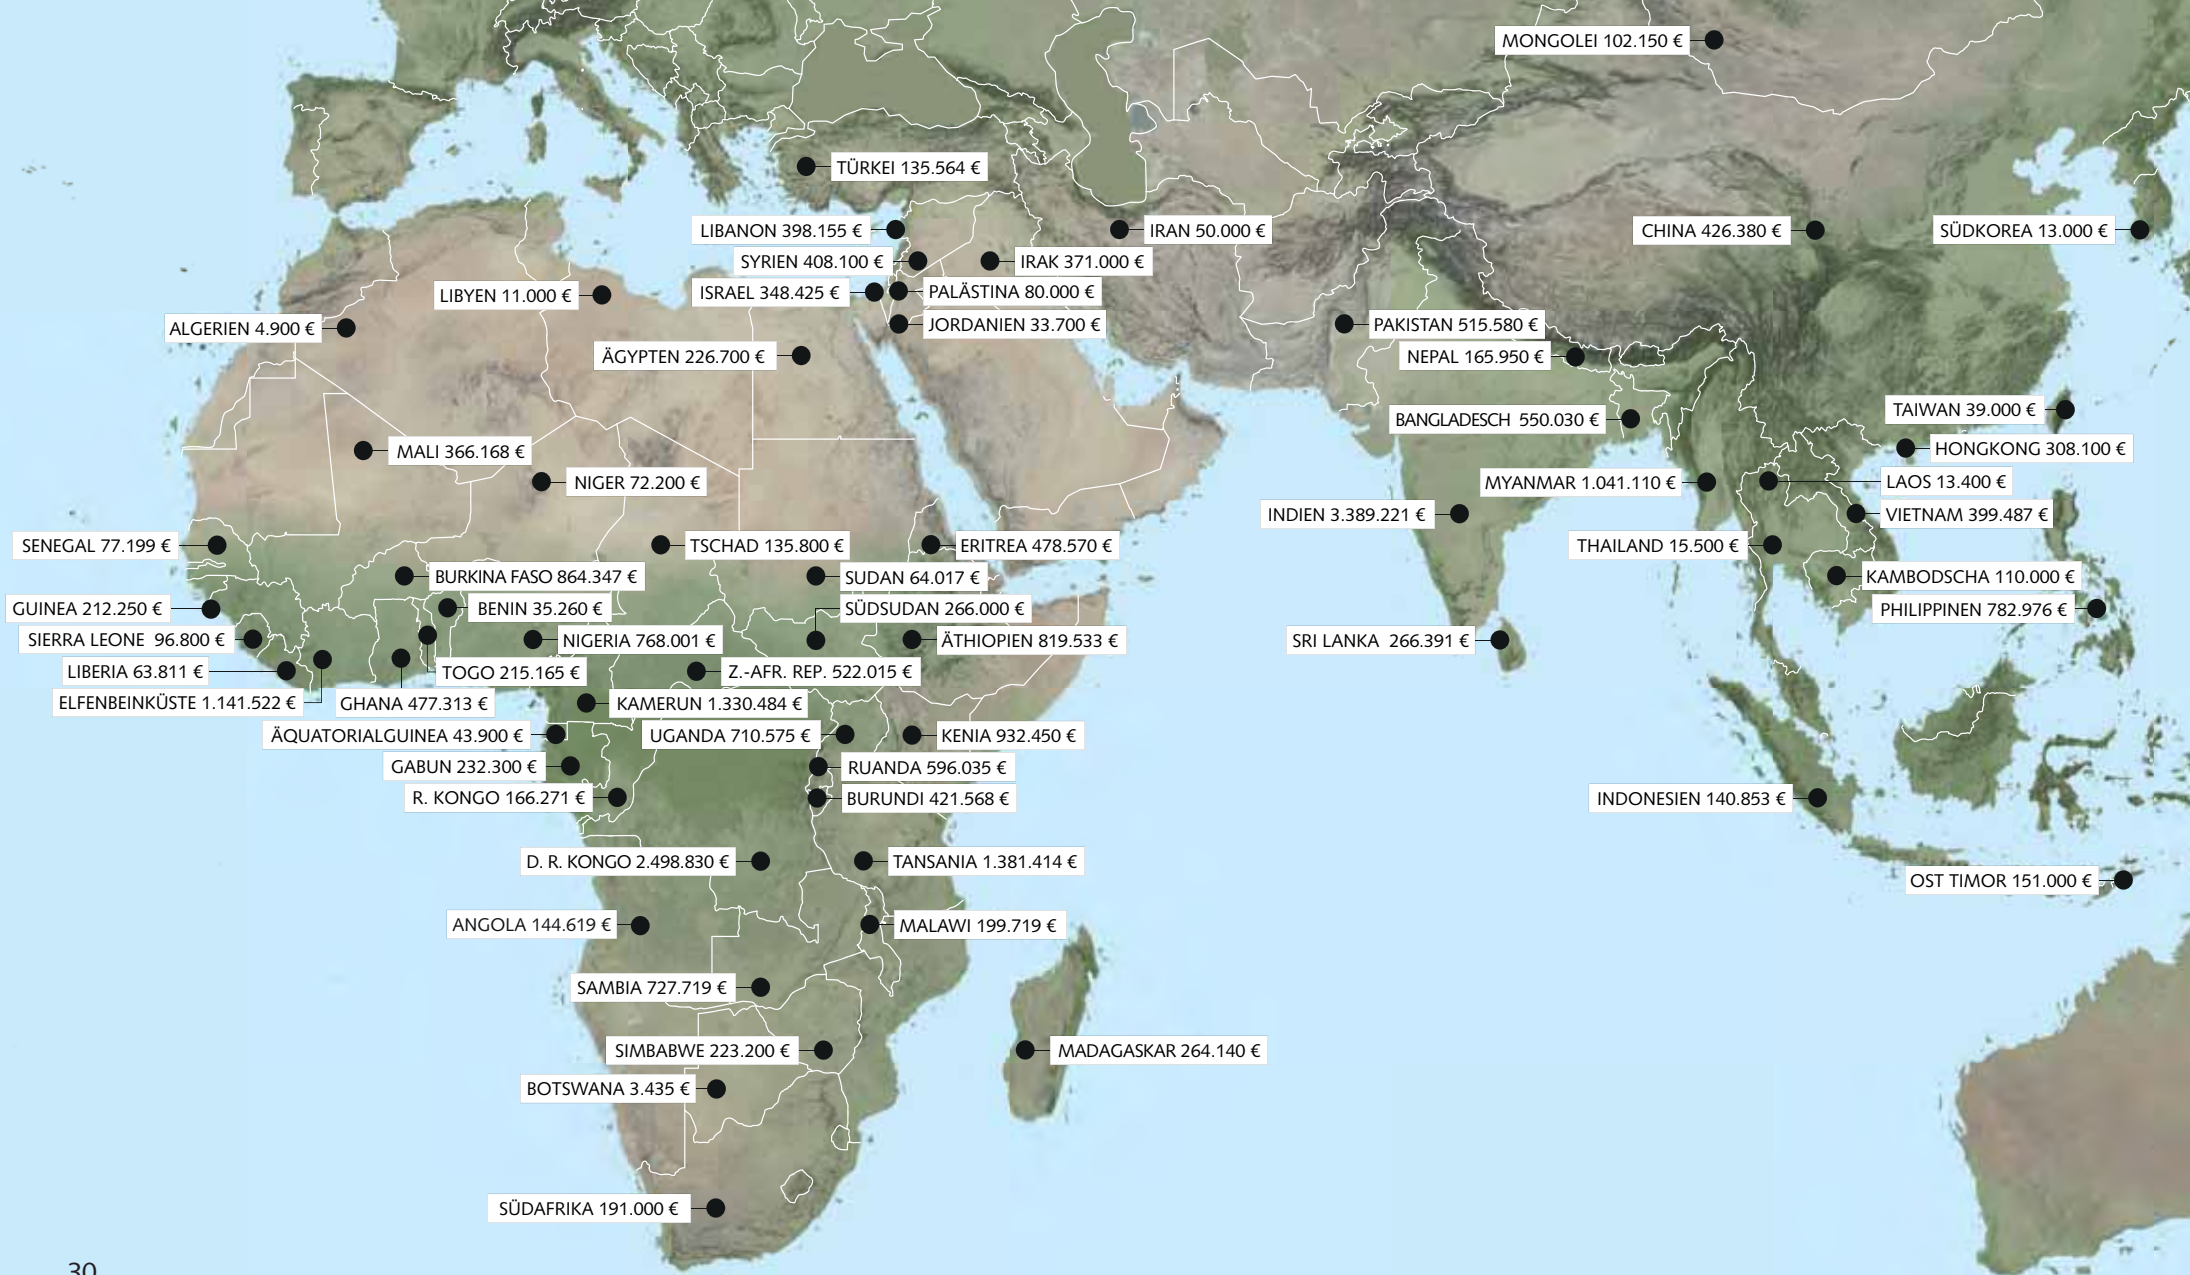 MONGOLEI 102.150 €
TÜRKEI 135.564 €
LIBANON 398.155 €
IRAN 50.000 €
CHINA 426.380 €
SÜDKOREA 13.000 €
SYRIEN 408.100 €
IRAK 371.000 €
LIBYEN 11.000 €
ISRAEL 348.425 €
PALÄSTINA 80.000 €
ALGERIEN 4.900 €
JORDANIEN 33.700 €
PAKISTAN 515.580 €
ÄGYPTEN 226.700 €
NEPAL 165.950 €
BANGLADESCH 550.030 €
TAIWAN 39.000 €
MALI 366.168 €
HONGKONG 308.100 €
NIGER 72.200 €
MYANMAR 1.041.110 €
LAOS 13.400 €
INDIEN 3.389.221 €
VIETNAM 399.487 €
SENEGAL 77.199 €
TSCHAD 135.800 €
ERITREA 478.570 €
THAILAND 15.500 €
BURKINA FASO 864.347 €
SUDAN 64.017 €
KAMBODSCHA 110.000 €
GUINEA 212.250 €
BENIN 35.260 €
SÜDSUDAN 266.000 €
PHILIPPINEN 782.976 €
SIERRA LEONE 96.800 €
NIGERIA 768.001 €
ÄTHIOPIEN 819.533 €
SRI LANKA 266.391 €
LIBERIA 63.811 €
TOGO 215.165 €
Z.-AFR. REP. 522.015 €
ELFENBEINKÜSTE 1.141.522 €
GHANA 477.313 €
KAMERUN 1.330.484 €
ÄQUATORIALGUINEA 43.900 €
UGANDA 710.575 €
KENIA 932.450 €
GABUN 232.300 €
RUANDA 596.035 €
R. KONGO 166.271 €
BURUNDI 421.568 €
INDONESIEN 140.853 €
D. R. KONGO 2.498.830 €
TANSANIA 1.381.414 €
OST TIMOR 151.000 €
ANGOLA 144.619 €
MALAWI 199.719 €
SAMBIA 727.719 €
SIMBABWE 223.200 €
MADAGASKAR 264.140 €
BOTSWANA 3.435 €
SÜDAFRIKA 191.000 €
30